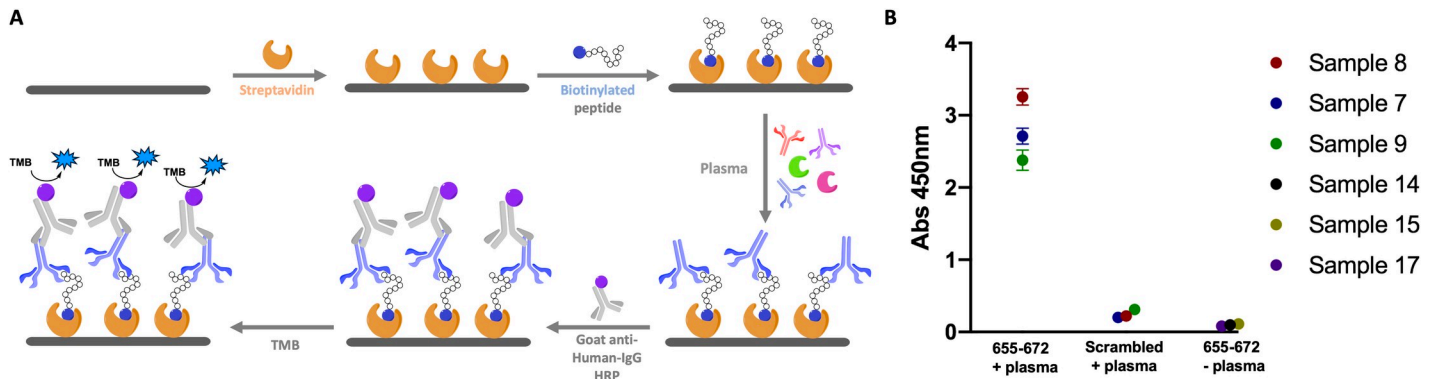 A
Streptavidin
Biotinylated
peptide
Plasma
TMB
TMB
TMB
TMB
Goat anti-
Human-IgG
HRP
B
Abs 450nm
4
3
2
1
0
655-672
+ plasma
Scrambled
+ plasma
655-672
- plasma
Sample 8
Sample 7
Sample 9
Sample 14
Sample 15
Sample 17